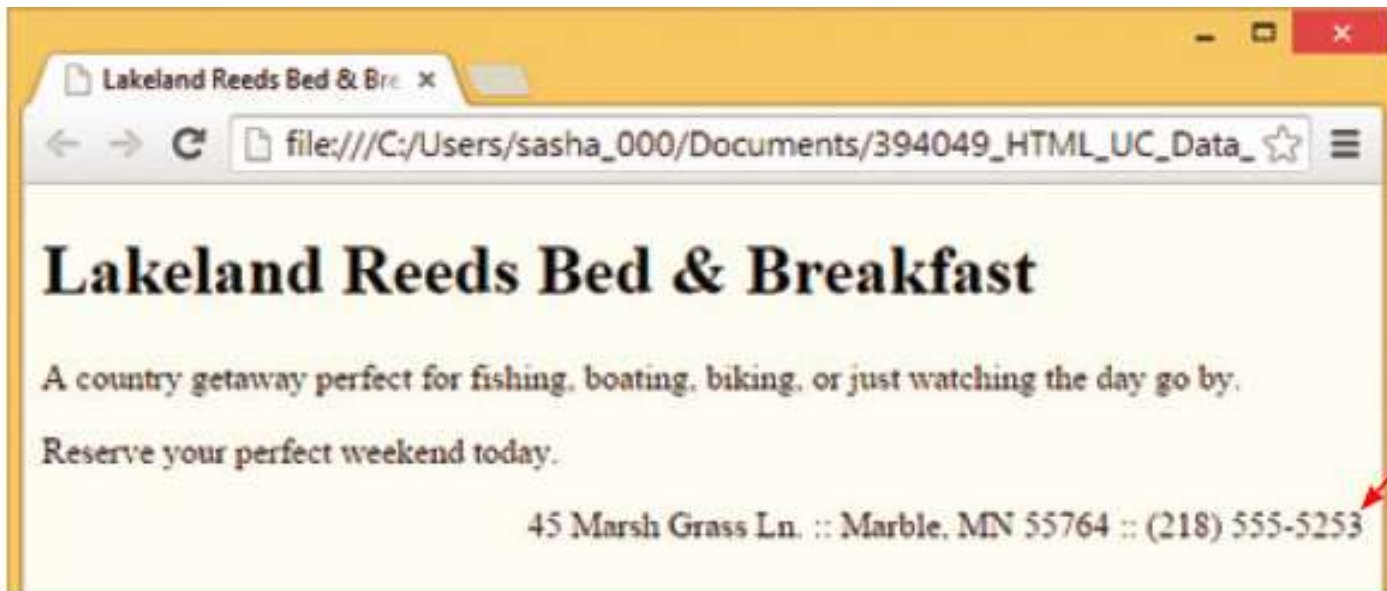 Lakeland Reeds Bed & Bre
file:///C:/Users/sasha_000/Documents/394049_HTML_UC_Data_
Lakeland Reeds Bed & Breakfast
A country getaway perfect for fishing, boating, biking, or just watching the day go by.
Reserve your perfect weekend today.
45 Marsh Grass Ln. :: Marble, MN 55764 :: (218) 555-5253